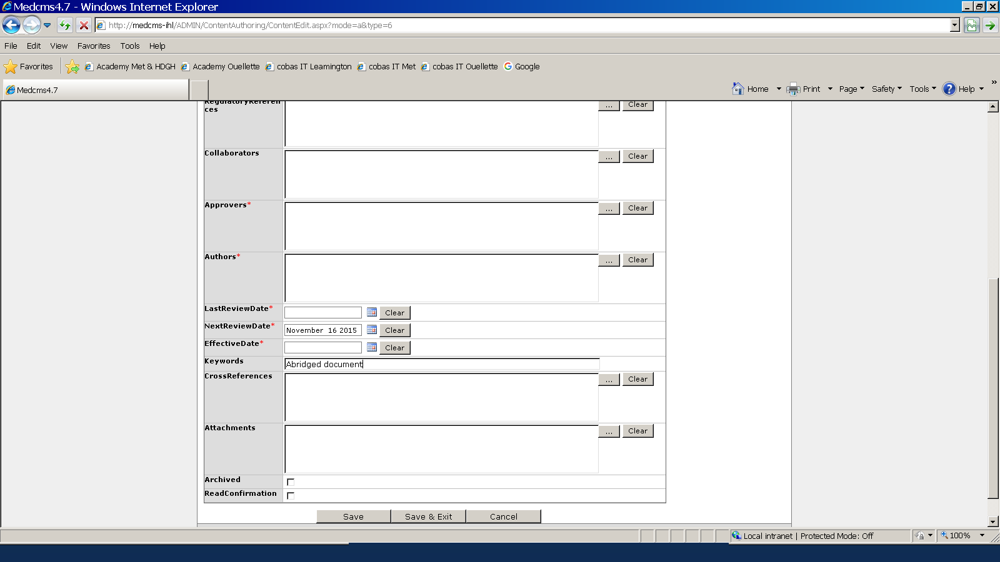 Medcms4.7 - Windows Internet Explorer
http://medcms-ihl/ADMIN/ContentAuthoring/ContentEdit.aspx?mode=a&type=6
File Edit View Favorites Tools Help
Favorites Academy Met & HDGH Academy Ouellette cobas IT Leamington cobas IT Met cobas IT Ouellette Google
Medcms4.7 Home Print Page Safety Tools Help »
RegulatoryReferen
ces ... Clear
Collaborators ... Clear
Approvers* ... Clear
Authors* ... Clear
LastReviewDate* Clear
NextReviewDate* November 16 2015 Clear
EffectiveDate* Clear
Keywords Abridged document
CrossReferences ... Clear
Attachments ... Clear
Archived
ReadConfirmation
Save Save & Exit Cancel
Local intranet | Protected Mode: Off 100%